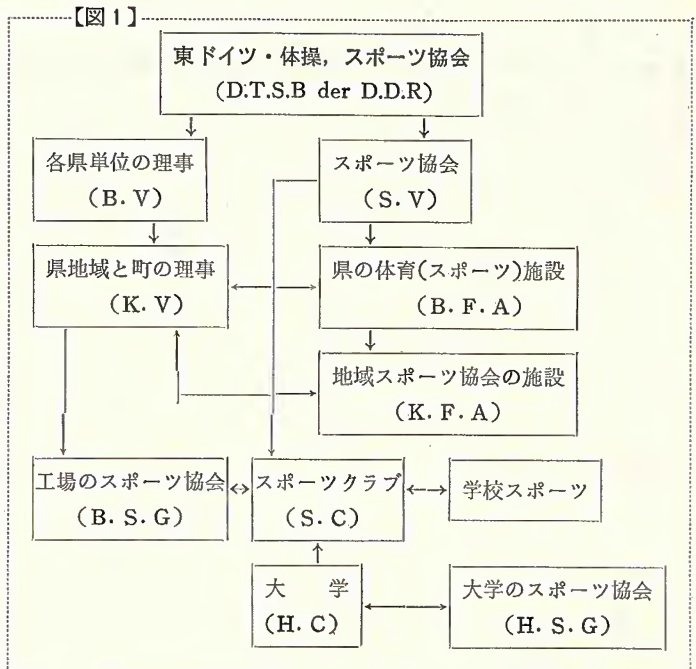 【図1】
東ドイツ・体操，スポーツ協会
(D.T.S.B der D.D.R)
各県単位の理事
(B. V)
スポーツ協会
(S. V)
県地域と町の理事
(K. V)
県の体育(スポーツ)施設
(B. F. A)
地域スポーツ協会の施設
(K. F. A)
工場のスポーツ協会
(B. S. G)
スポーツクラブ
(S. C)
学校スポーツ
大　　学
(H. C)
大学のスポーツ協会
(H. S. G)